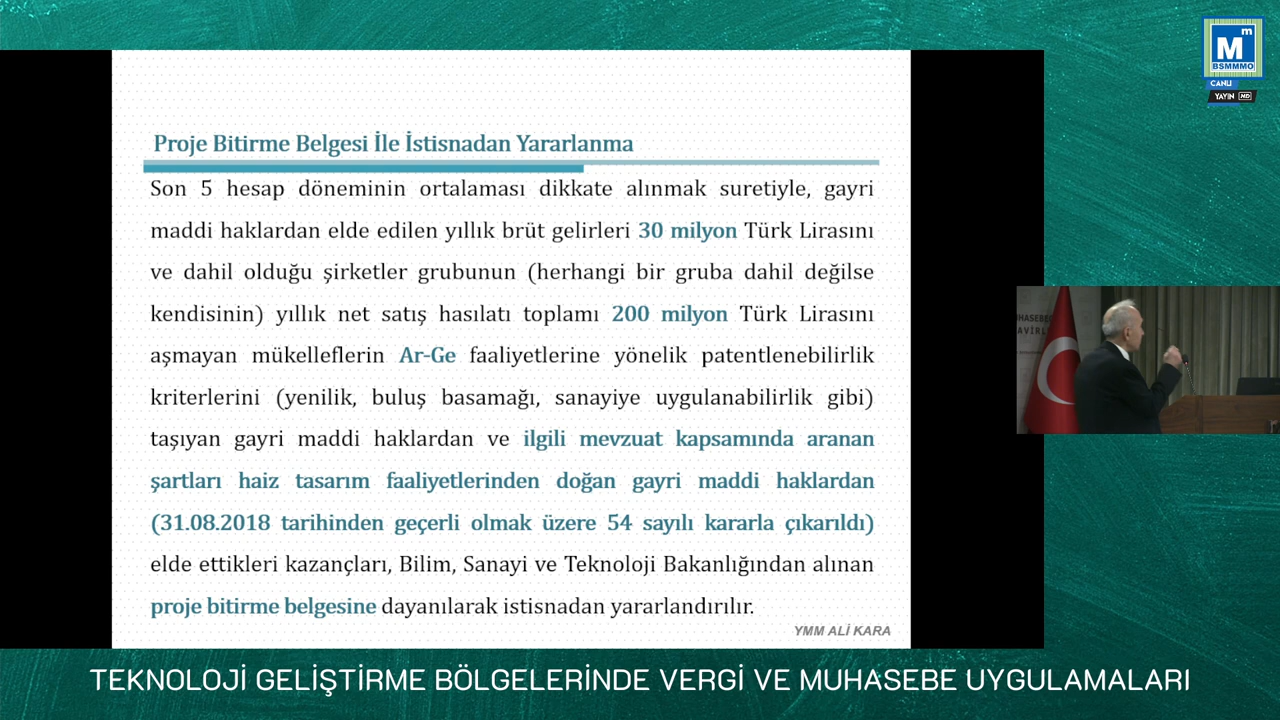 M m
BSMMMO
CANLI
YAYIN HD
Proje Bitirme Belgesi İle İstisnadan Yararlanma
Son 5 hesap döneminin ortalaması dikkate alınmak suretiyle, gayri
maddi haklardan elde edilen yıllık brüt gelirleri 30 milyon Türk Lirasını
ve dahil olduğu şirketler grubunun (herhangi bir gruba dahil değilse
kendisinin) yıllık net satış hasılatı toplamı 200 milyon Türk Lirasını
aşmayan mükelleflerin Ar-Ge faaliyetlerine yönelik patentlenebilirlik
kriterlerini (yenilik, buluş basamağı, sanayiye uygulanabilirlik gibi)
taşıyan gayri maddi haklardan ve ilgili mevzuat kapsamında aranan
şartları haiz tasarım faaliyetlerinden doğan gayri maddi haklardan
(31.08.2018 tarihinden geçerli olmak üzere 54 sayılı kararla çıkarıldı)
elde ettikleri kazançları, Bilim, Sanayi ve Teknoloji Bakanlığından alınan
proje bitirme belgesine dayanılarak istisnadan yararlandırılır.
YMM ALİ KARA
TEKNOLOJİ GELİŞTİRME BÖLGELERİNDE VERGİ VE MUHASEBE UYGULAMALARI